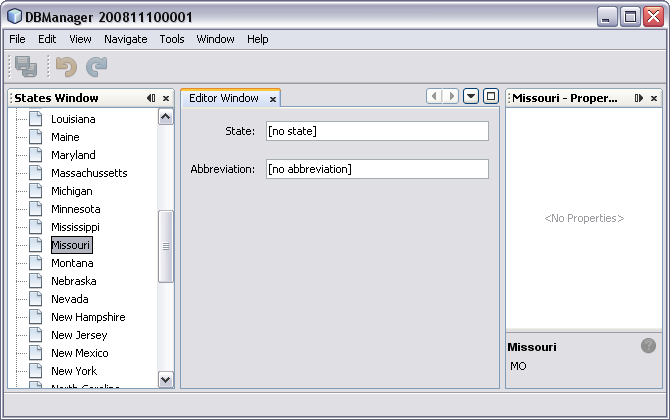 DBManager 200811100001
File Edit View Navigate Tools Window Help
States Window
Louisiana
Maine
Maryland
Massachussetts
Michigan
Minnesota
Mississippi
Missouri
Montana
Nebraska
Nevada
New Hampshire
New Jersey
New Mexico
New York
North Carolina
Editor Window
State: [no state]
Abbreviation: [no abbreviation]
Missouri - Proper...
<No Properties>
Missouri
MO